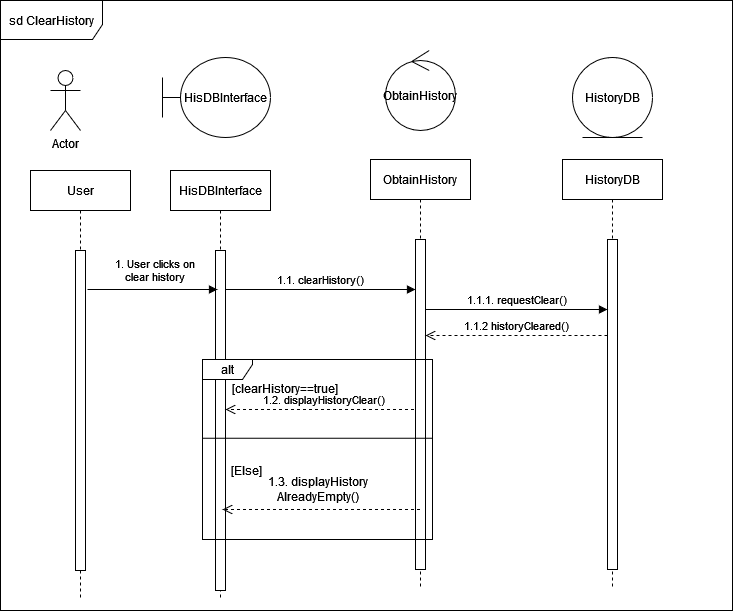 sd ClearHistory
HisDBInterface
ObtainHistory
HistoryDB
Actor
User
HisDBInterface
ObtainHistory
HistoryDB
1. User clicks on
clear history
1.1. clearHistory()
1.1.1. requestClear()
1.1.2 historyCleared()
alt
[clearHistory==true]
1.2. displayHistoryClear()
[Else]
1.3. displayHistory
AlreadyEmpty()